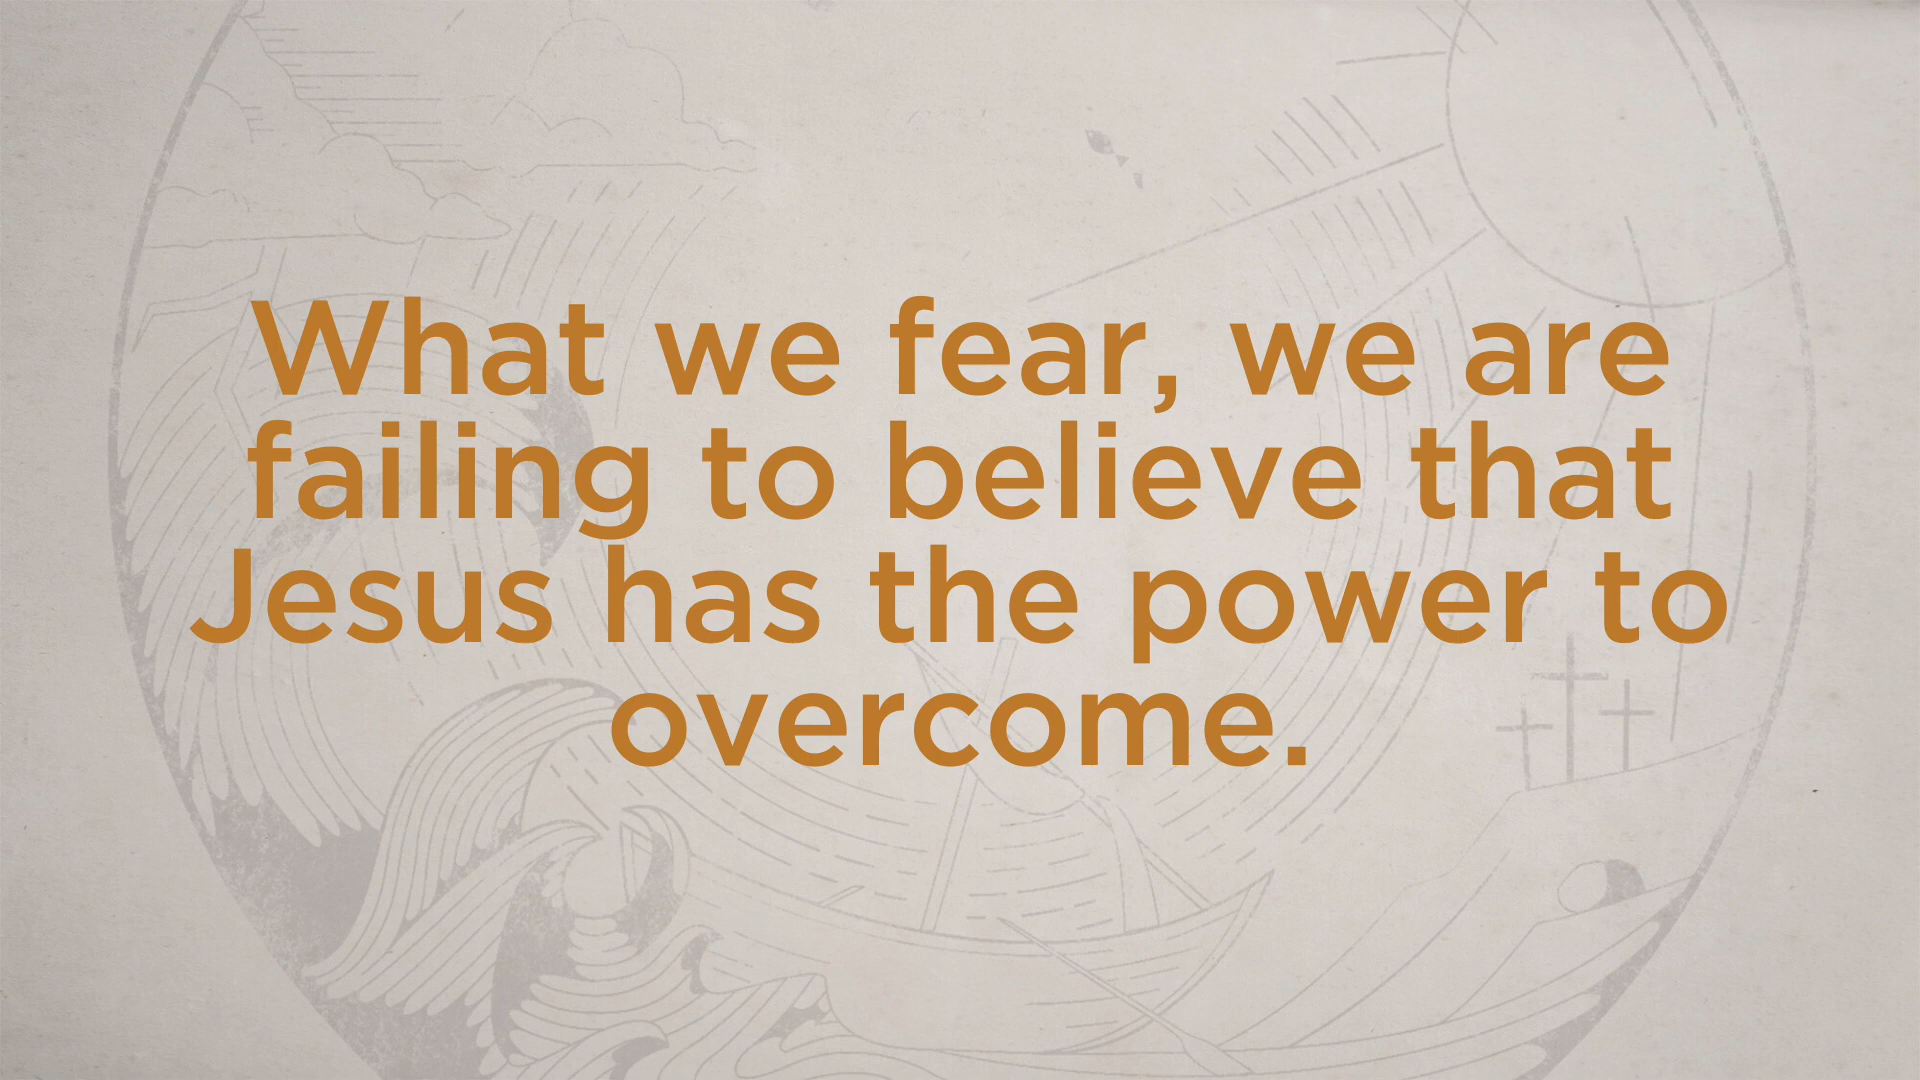 What we fear, we are
failing to believe that
Jesus has the power to
overcome.